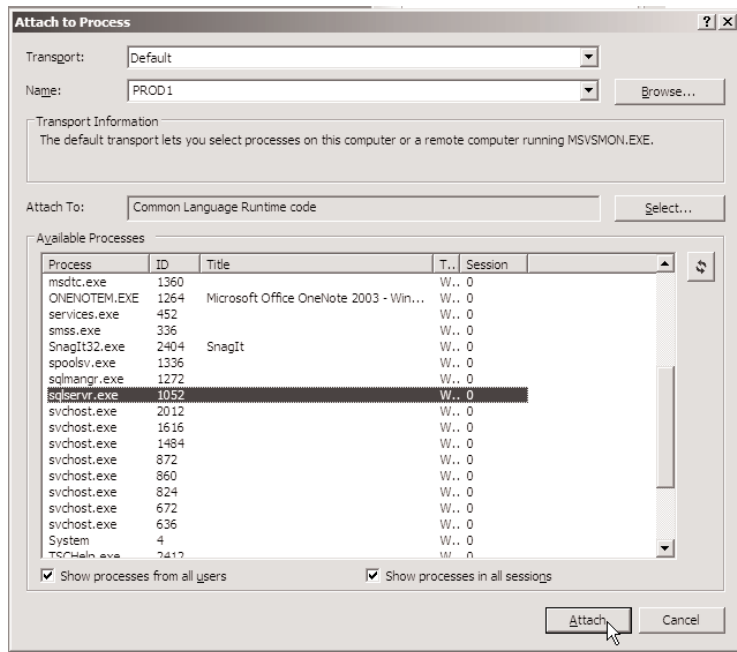 Attach to Process
Transport: Default
Name: PROD1 Browse...
Transport Information
The default transport lets you select processes on this computer or a remote computer running MSVSMON.EXE.
Attach To: Common Language Runtime code Select...
Available Processes
Process ID Title T.. Session
msdtc.exe 1360 W.. 0
ONENOTEM.EXE 1264 Microsoft Office OneNote 2003 - Win... W.. 0
services.exe 452 W.. 0
smss.exe 336 W.. 0
SnagIt32.exe 2404 SnagIt W.. 0
spoolsv.exe 1336 W.. 0
sqlmangr.exe 1272 W.. 0
sqlservr.exe 1052 W.. 0
svchost.exe 2012 W.. 0
svchost.exe 1616 W.. 0
svchost.exe 1484 W.. 0
svchost.exe 872 W.. 0
svchost.exe 860 W.. 0
svchost.exe 824 W.. 0
svchost.exe 672 W.. 0
svchost.exe 636 W.. 0
System 4 W.. 0
TSCHelp.exe 2412 W.. 0
Show processes from all users Show processes in all sessions
Attach Cancel